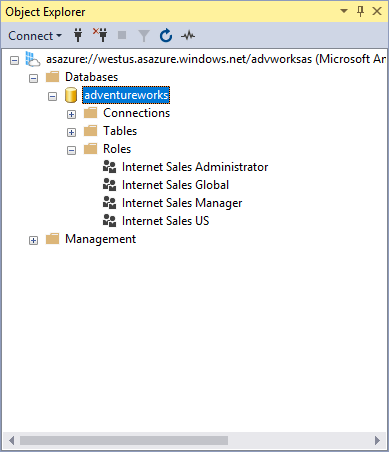 Object Explorer
Connect
asazure://westus.asazure.windows.net/advworksas (Microsoft An
Databases
adventureworks
Connections
Tables
Roles
Internet Sales Administrator
Internet Sales Global
Internet Sales Manager
Internet Sales US
Management